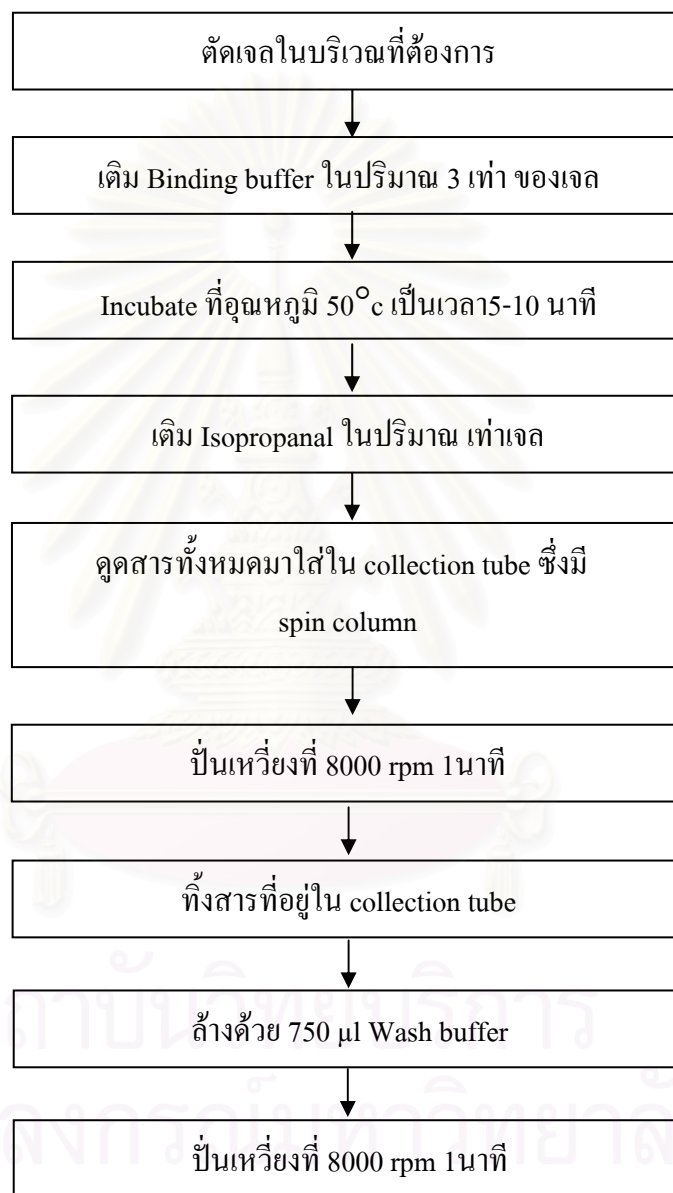 ตัดเจลในบริเวณที่ต้องการ
เติม Binding buffer ในปริมาณ 3 เท่า ของเจล
Incubate ที่อุณหภูมิ 50°c เป็นเวลา5-10 นาที
เติม Isopropanal ในปริมาณ เท่าเจล
ดูดสารทั้งหมดมาใส่ใน collection tube ซึ่งมี
spin column
ปั่นเหวี่ยงที่ 8000 rpm 1นาที
ทิ้งสารที่อยู่ใน collection tube
ล้างด้วย 750 µl Wash buffer
ปั่นเหวี่ยงที่ 8000 rpm 1นาที